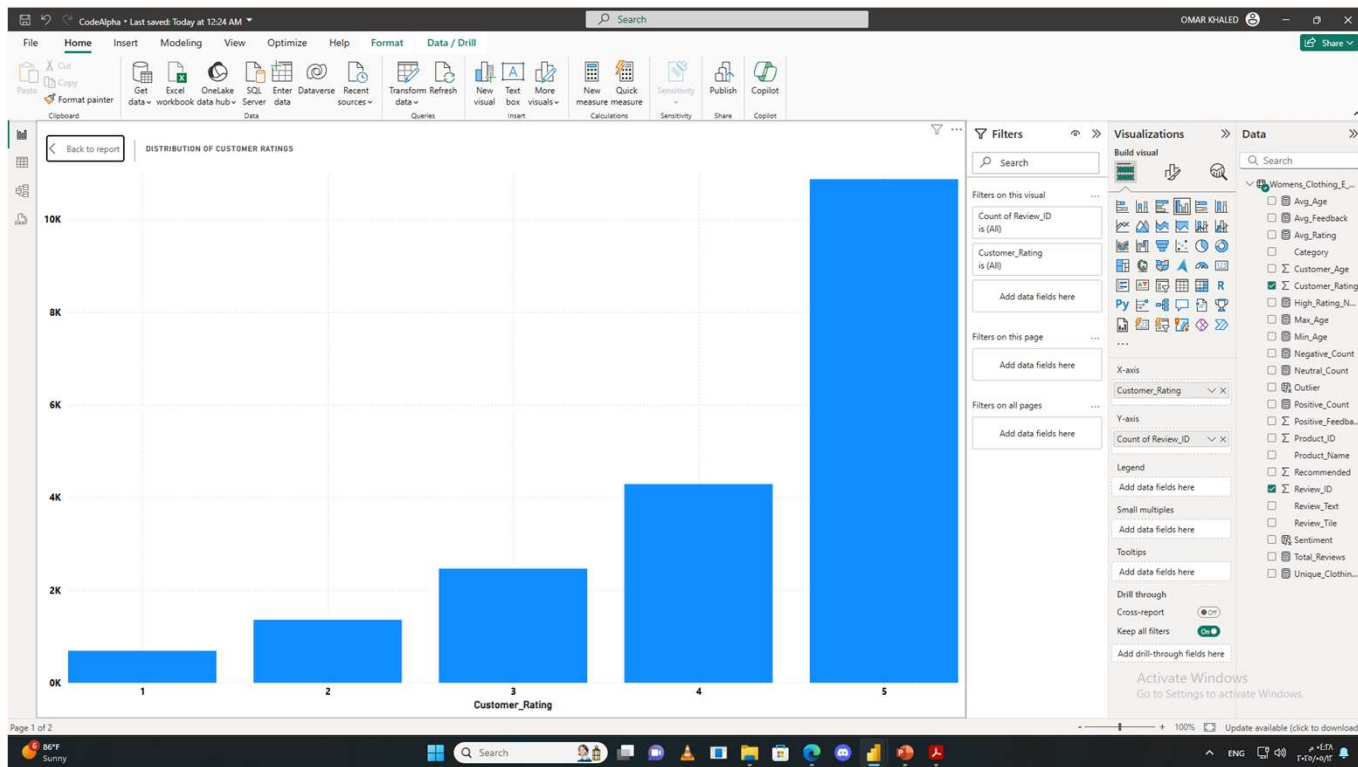 CodeAlpha • Last saved: Today at 12:24 AM
Search
OMAR KHALED
File Home Insert Modeling View Optimize Help Format Data / Drill
Share
Paste
Cut
Copy
Format painter
Clipboard
Get data
Excel workbook
OneLake data hub
SQL Server
Enter data
Dataverse
Recent sources
Data
Transform data
Refresh
Queries
New visual
Text box
More visuals
Insert
New measure
Quick measure
Calculations
Sensitivity
Sensitivity
Publish
Share
Copilot
Copilot
Back to report
DISTRIBUTION OF CUSTOMER RATINGS
10K
8K
6K
4K
2K
0K
1 2 3 4 5
Customer_Rating
Filters
Search
Filters on this visual
Count of Review_ID
is (All)
Customer_Rating
is (All)
Add data fields here
Filters on this page
Add data fields here
Filters on all pages
Add data fields here
Visualizations
Build visual
R
Py
X-axis
Customer_Rating
Y-axis
Count of Review_ID
Legend
Add data fields here
Small multiples
Add data fields here
Tooltips
Add data fields here
Drill through
Cross-report
Off
Keep all filters
On
Add drill-through fields here
Data
Search
Womens_Clothing_E_...
Avg_Age
Avg_Feedback
Avg_Rating
Category
Customer_Age
Customer_Rating
High_Rating_N...
Max_Age
Min_Age
Negative_Count
Neutral_Count
Outlier
Positive_Count
Positive_Feedba...
Product_ID
Product_Name
Recommended
Review_ID
Review_Text
Review_Tile
Sentiment
Total_Reviews
Unique_Clothin...
Activate Windows
Go to Settings to activate Windows.
Page 1 of 2
100%
Update available (click to download
86°F
Sunny
Search
ENG